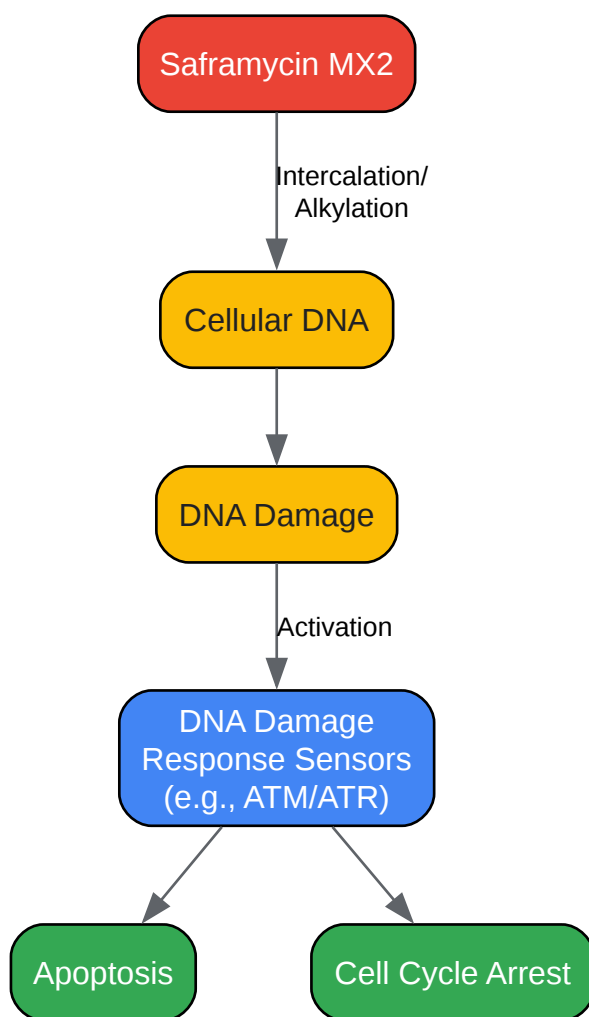 Saframycin MX2
Intercalation/
Alkylation
Cellular DNA
DNA Damage
Activation
DNA Damage
Response Sensors
(e.g., ATM/ATR)
Apoptosis
Cell Cycle Arrest